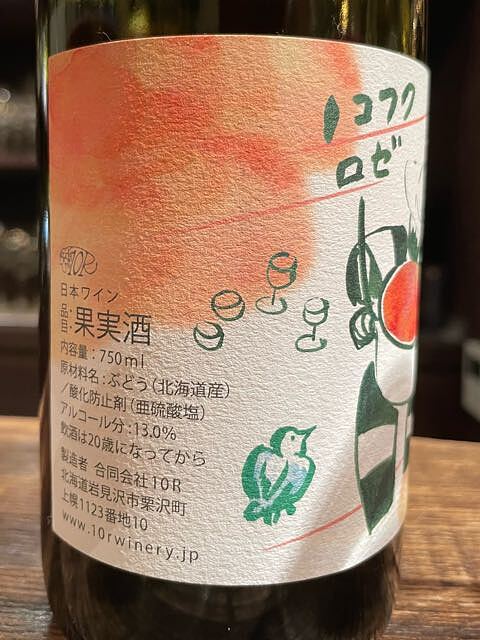 ノコフク
ロゼ
10R
日本ワイン
品目:果実酒
内容量:750ml
原材料名:ぶどう(北海道産)
/酸化防止剤(亜硫酸塩)
アルコール分:13.0%
飲酒は20歳になってから
製造者 合同会社10R
北海道岩見沢市栗沢町
上幌1123番地10
www.10rwinery.jp